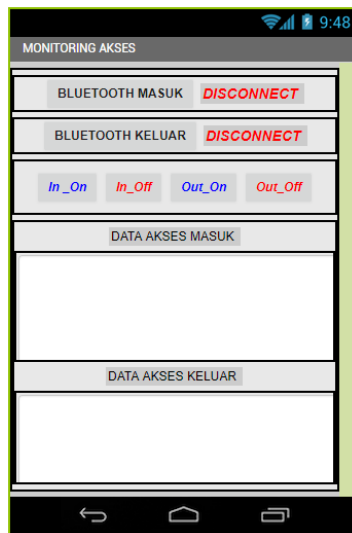 9:48
MONITORING AKSES
BLUETOOTH MASUK DISCONNECT
BLUETOOTH KELUAR DISCONNECT
In _On In_Off Out_On Out_Off
DATA AKSES MASUK
DATA AKSES KELUAR